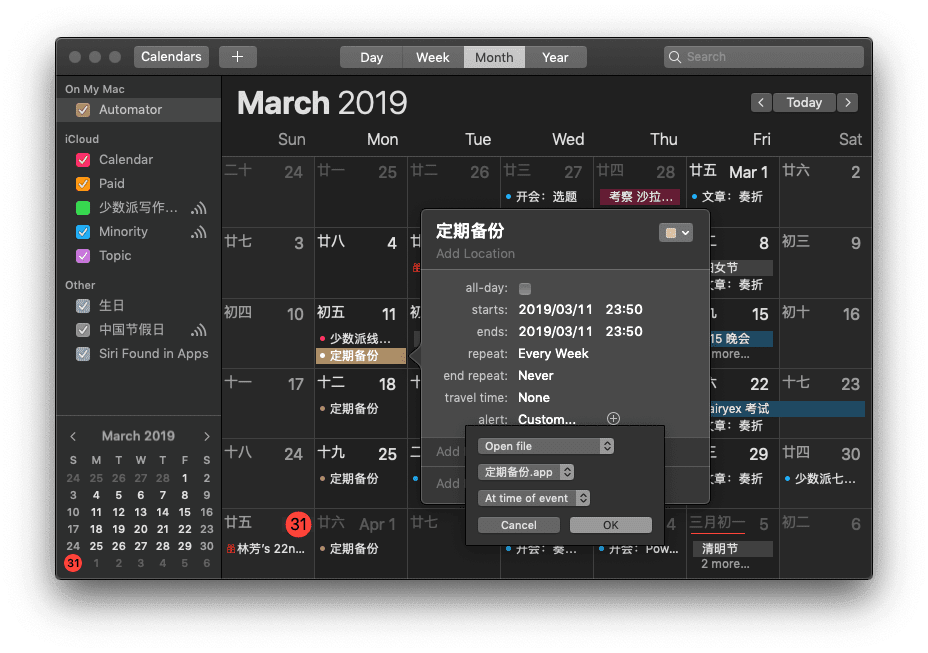 Calendars
+
Day Week Month Year
Search
On My Mac
Automator
iCloud
Calendar
Paid
少数派写作…
Minority
Topic
Other
生日
中国节假日
Siri Found in Apps
March 2019
S M T W T F S
24 25 26 27 28 1 2
3 4 5 6 7 8 9
10 11 12 13 14 15 16
17 18 19 20 21 22 23
24 25 26 27 28 29 30
31 1 2 3 4 5 6
March 2019
Today
Sun Mon Tue Wed Thu Fri Sat
二十 24 廿一 25 廿二 26 廿三 27 廿四 28 廿五 Mar 1 廿六 2
开会：选题 考察 沙拉… 文章：奏折
廿七 3 廿八 4 8 初三 9
女节
章：奏折
初四 10 初五 11 15 初十 16
少数派线… 15 晚会
定期备份 more...
十一 17 十二 18 22 十七 23
定期备份 airyex 考试
章：奏折
十八 24 十九 25 29 廿四 30
定期备份 章：奏折 少数派七…
廿五 31 廿六 Apr 1 廿七 4 三月初一 5 初二 6
林芳's 22n... 定期备份 开会：奏… 开会：Pow... 清明节
2 more...
定期备份
Add Location
all-day:
starts: 2019/03/11 23:50
ends: 2019/03/11 23:50
repeat: Every Week
end repeat: Never
travel time: None
alert: Custom...
Add
Add
Open file
定期备份.app
At time of event
Cancel OK